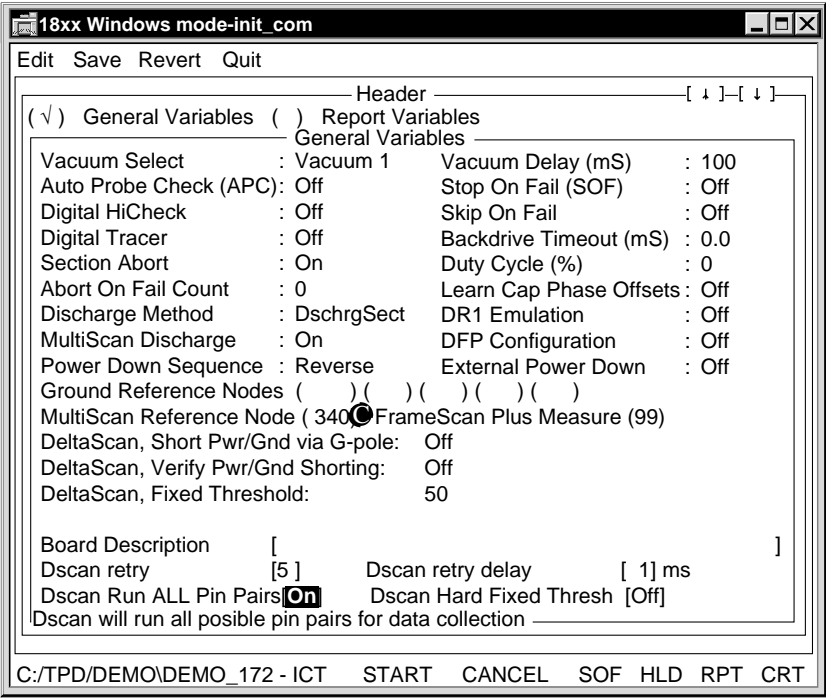 18xx Windows mode-init_com
Edit Save Revert Quit
Header [ ↓ ]—[ ↓ ]
( √ ) General Variables ( ) Report Variables
General Variables
Vacuum Select : Vacuum 1 Vacuum Delay (mS) : 100
Auto Probe Check (APC): Off Stop On Fail (SOF) : Off
Digital HiCheck : Off Skip On Fail : Off
Digital Tracer : Off Backdrive Timeout (mS) : 0.0
Section Abort : On Duty Cycle (%) : 0
Abort On Fail Count : 0 Learn Cap Phase Offsets : Off
Discharge Method : DschrgSect DR1 Emulation : Off
MultiScan Discharge : On DFP Configuration : Off
Power Down Sequence : Reverse External Power Down : Off
Ground Reference Nodes ( ) ( ) ( ) ( ) ( )
MultiScan Reference Node ( 340) C FrameScan Plus Measure (99)
DeltaScan, Short Pwr/Gnd via G-pole: Off
DeltaScan, Verify Pwr/Gnd Shorting: Off
DeltaScan, Fixed Threshold: 50
Board Description [ ]
Dscan retry [5 ] Dscan retry delay [ 1] ms
Dscan Run ALL Pin Pairs[On] Dscan Hard Fixed Thresh [Off]
Dscan will run all posible pin pairs for data collection
C:/TPD/DEMO\DEMO_172 - ICT START CANCEL SOF HLD RPT CRT